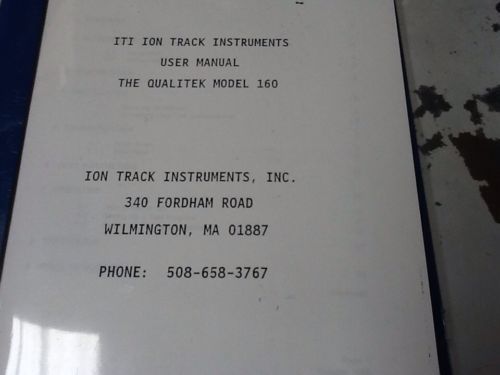 ITI ION TRACK INSTRUMENTS
USER MANUAL
THE QUALITEK MODEL 160
ION TRACK INSTRUMENTS, INC.
340 FORDHAM ROAD
WILMINGTON, MA 01887
PHONE: 508-658-3767